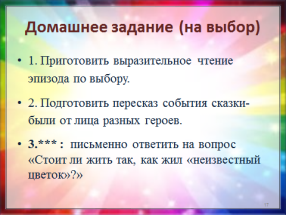 Домашнее задание (на выбор)
• 1. Приготовить выразительное чтение
эпизода по выбору.
• 2. Подготовить пересказ события сказки-
были от лица разных героев.
• 3.*** : письменно ответить на вопрос
«Стоит ли жить так, как жил «неизвестный
цветок»?»